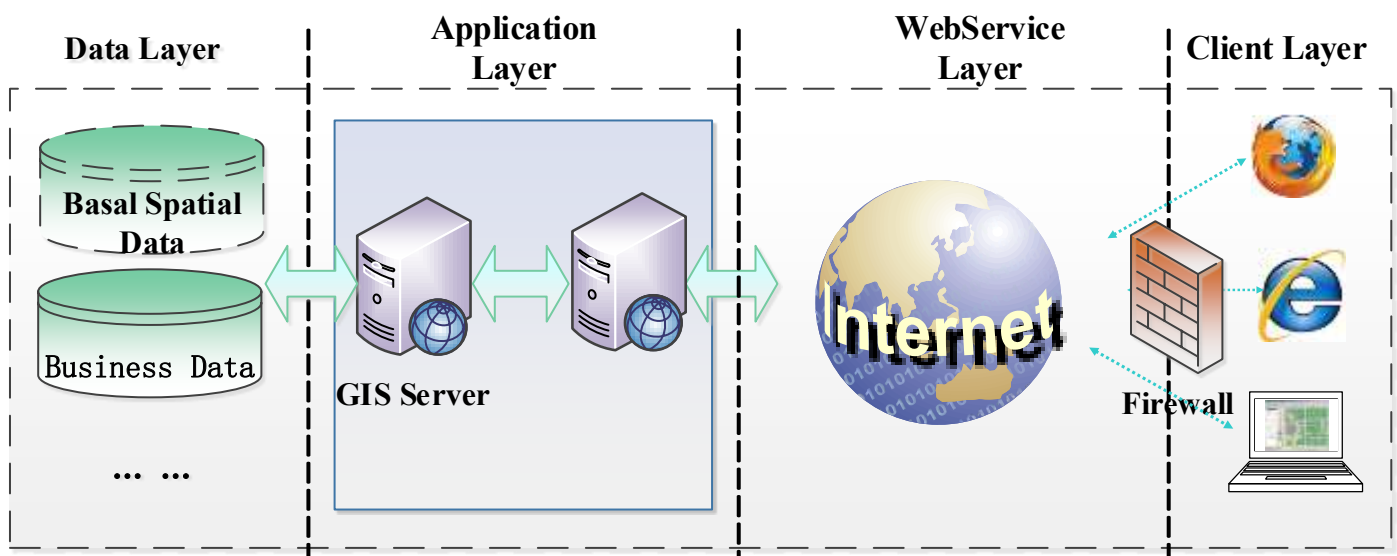 Data Layer
Application
Layer
WebService
Layer
Client Layer
Basal Spatial
Data
Business Data
... ...
GIS Server
Internet
Firewall